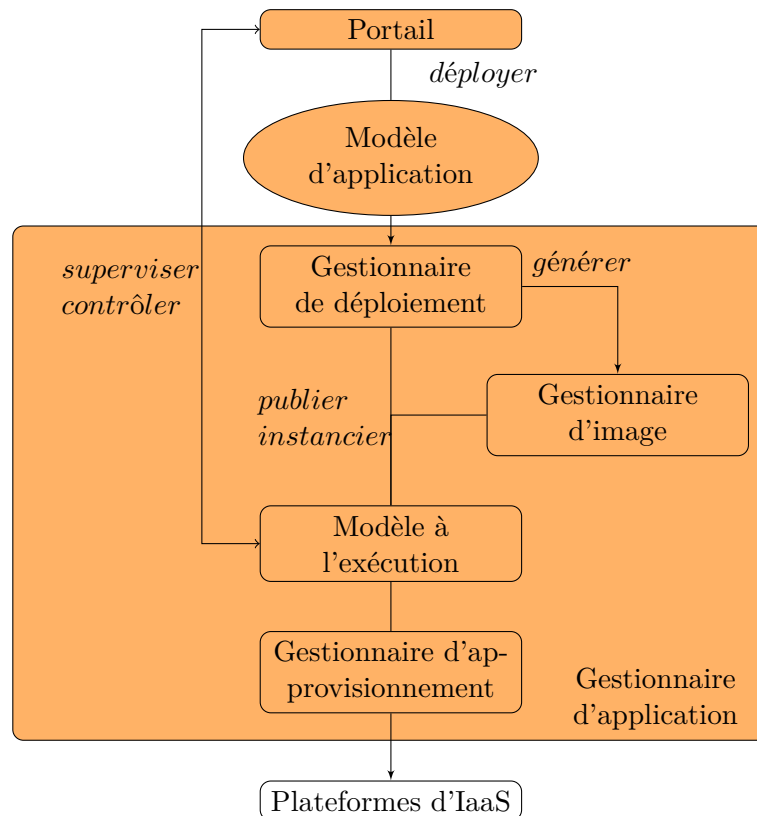 Portail
déployer
Modèle
d'application
superviser
contrôler
Gestionnaire
de déploiement
générer
publier
instancier
Gestionnaire
d'image
Modèle à
l'exécution
Gestionnaire d'ap-
provisionnement
Gestionnaire
d'application
Plateformes d'IaaS